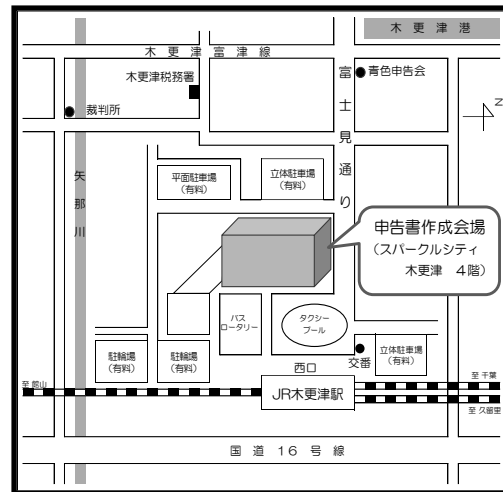 木更津港
木更津富津線
木更津税務署
富士見通り
青色申告会
N
裁判所
矢那川
平面駐車場
(有料)
立体駐車場
(有料)
申告書作成会場
(スパークルシティ
木更津 4階)
バス
ロータリー
タクシー
プール
駐輪場
(有料)
駐輪場
(有料)
西口
交番
立体駐車場
(有料)
至 館山
JR木更津駅
至 千葉
至 久留里
国道16号線